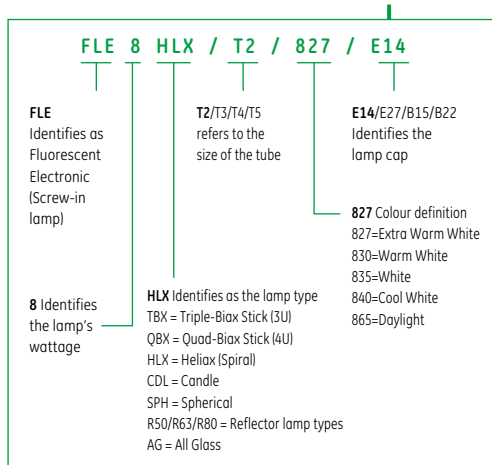 FLE 8 HLX / T2 / 827 / E14
FLE
Identifies as
Fluorescent
Electronic
(Screw-in
lamp)
T2/T3/T4/T5
refers to the
size of the tube
E14/E27/B15/B22
Identifies the
lamp cap
827 Colour definition
827=Extra Warm White
830=Warm White
835=White
840=Cool White
865=Daylight
8 Identifies
the lamp's
wattage
HLX Identifies as the lamp type
TBX = Triple-Biax Stick (3U)
QBX = Quad-Biax Stick (4U)
HLX = Heliax (Spiral)
CDL = Candle
SPH = Spherical
R50/R63/R80 = Reflector lamp types
AG = All Glass